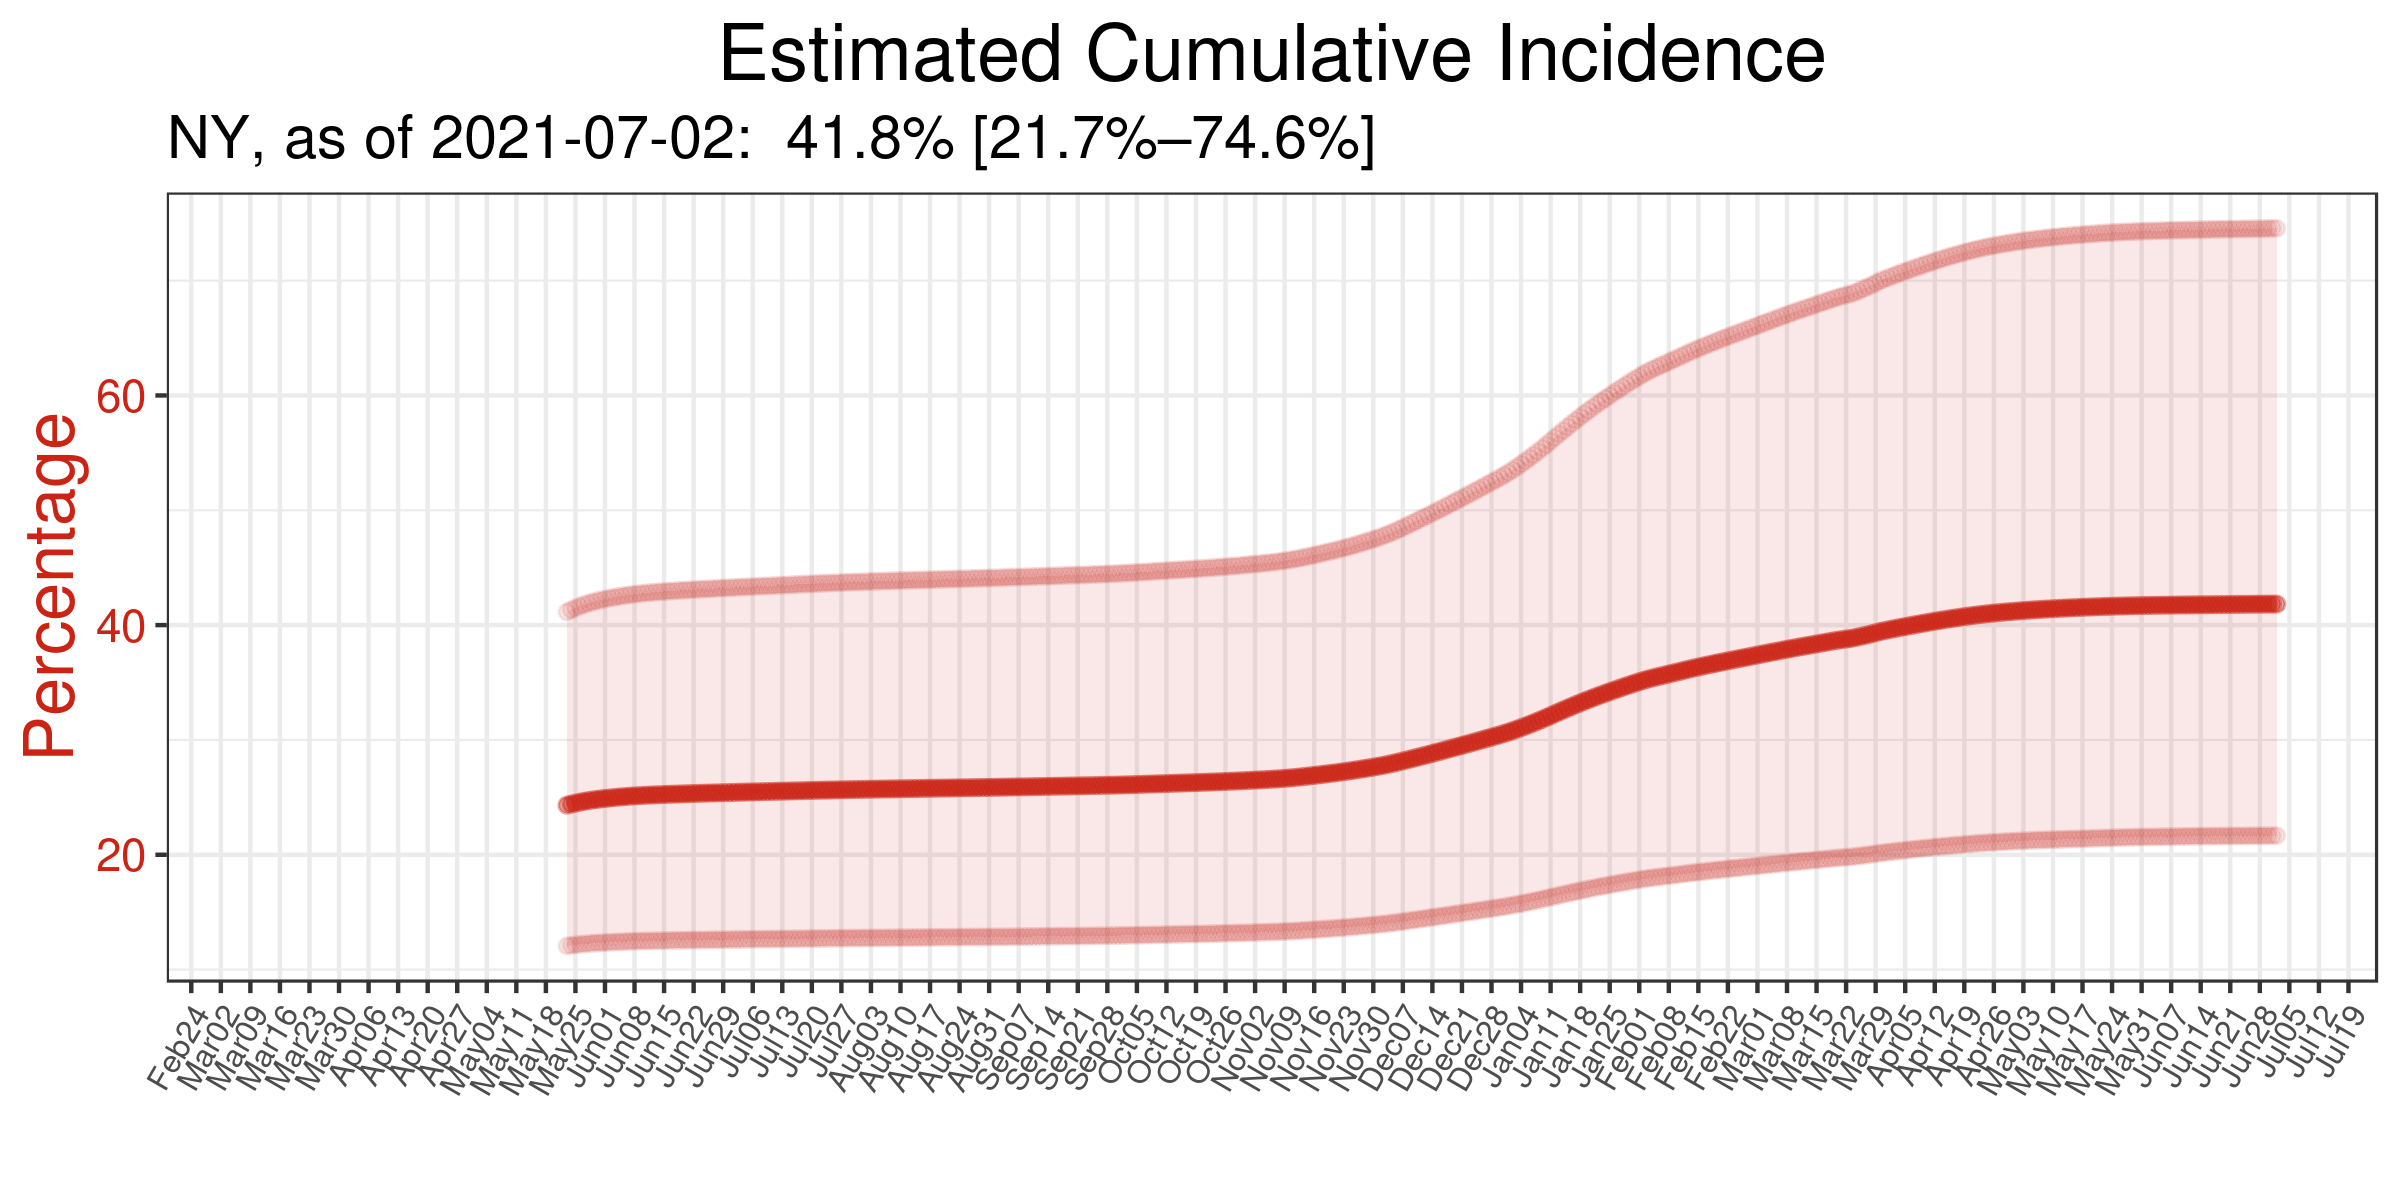 Estimated Cumulative Incidence
NY, as of 2021-07-02:  41.8% [21.7%–74.6%]
Percentage
60
40
20
Feb24
Mar02
Mar09
Mar16
Mar23
Mar30
Apr06
Apr13
Apr20
Apr27
May04
May11
May18
May25
Jun01
Jun08
Jun15
Jun22
Jun29
Jul06
Jul13
Jul20
Jul27
Aug03
Aug10
Aug17
Aug24
Aug31
Sep07
Sep14
Sep21
Sep28
Oct05
Oct12
Oct19
Oct26
Nov02
Nov09
Nov16
Nov23
Nov30
Dec07
Dec14
Dec21
Dec28
Jan04
Jan11
Jan18
Jan25
Feb01
Feb08
Feb15
Feb22
Mar01
Mar08
Mar15
Mar22
Mar29
Apr05
Apr12
Apr19
Apr26
May03
May10
May17
May24
May31
Jun07
Jun14
Jun21
Jun28
Jul05
Jul12
Jul19